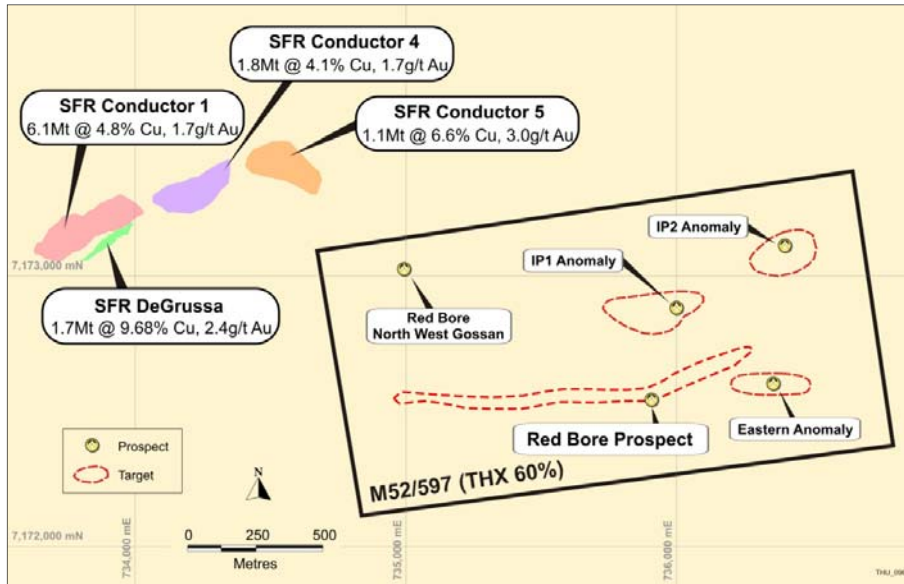 SFR Conductor 4
1.8Mt @ 4.1% Cu, 1.7g/t Au
SFR Conductor 1
6.1Mt @ 4.8% Cu, 1.7g/t Au
SFR Conductor 5
1.1Mt @ 6.6% Cu, 3.0g/t Au
IP2 Anomaly
IP1 Anomaly
7,173,000 mN
SFR DeGrussa
1.7Mt @ 9.68% Cu, 2.4g/t Au
Red Bore
North West Gossan
Red Bore Prospect
Eastern Anomaly
Prospect
Target
N
M52/597 (THX 60%)
7,172,000 mN
0 250 500
Metres
734,000 mE
735,000 mE
736,000 mE